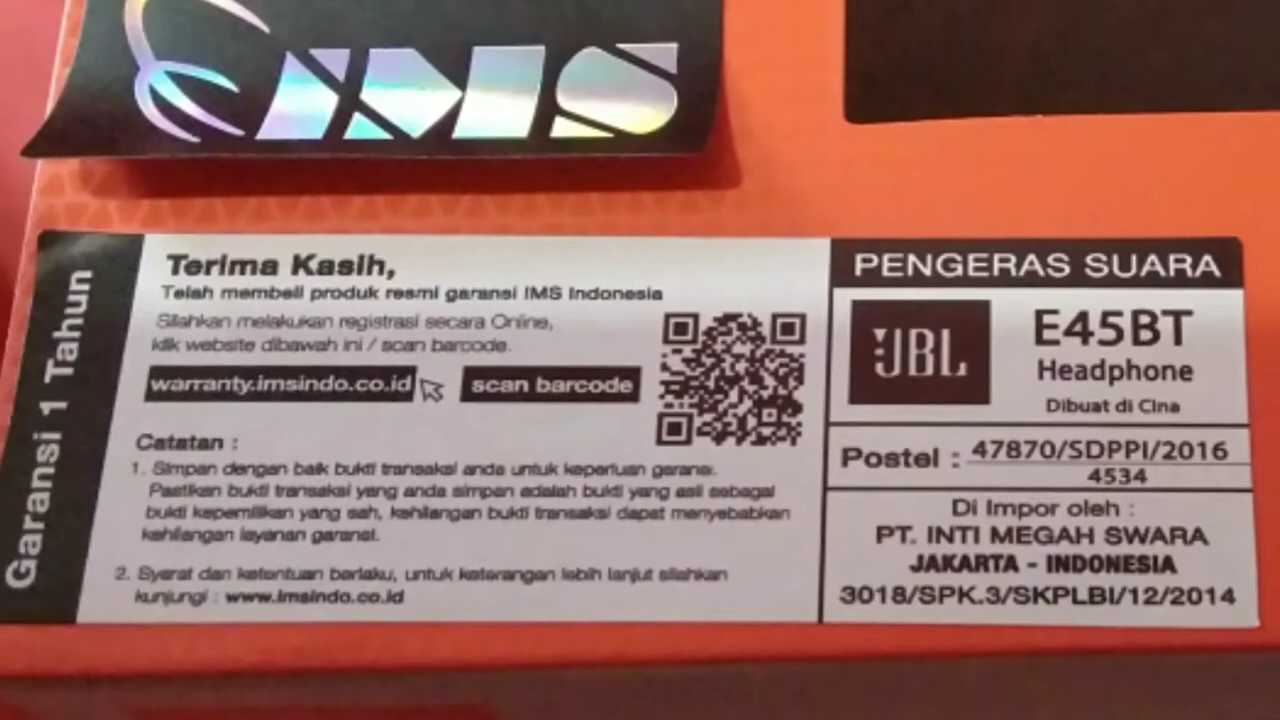 IMS
Garansi 1 Tahun
Terima Kasih,
Telah membeli produk resmi garansi IMS Indonesia
Silahkan melakukan registrasi secara Online,
klik website dibawah ini / scan barcode.
warranty.imsindo.co.id
scan barcode
Catatan :
1. Simpan dengan baik bukti transaksi anda untuk keperluan garansi.
Pastikan bukti transaksi yang anda simpan adalah bukti yang asli sebagai
bukti kepemilikan yang sah, kehilangan bukti transaksi dapat menyebabkan
kehilangan layanan garansi.
2. Syarat dan ketentuan berlaku, untuk keterangan lebih lanjut silahkan
kunjungi : www.imsindo.co.id
PENGERAS SUARA
JBL
E45BT
Headphone
Dibuat di Cina
Postel : 47870/SDPPI/2016
4534
Di Impor oleh :
PT. INTI MEGAH SWARA
JAKARTA - INDONESIA
3018/SPK.3/SKPLBI/12/2014